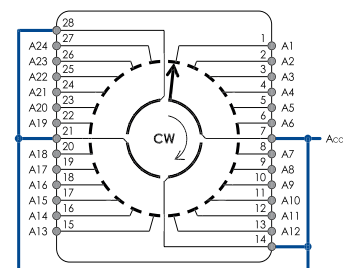 28
27 1
A24 A1
26 2
A23 A2
25 3
A22 A3
24 4
A21 A4
23 5
A20 A5
22 6
A19 A6
21 CW 7 Acc
20 8
A18 A7
19 9
A17 A8
18 10
A16 A9
17 11
A15 A10
16 12
A14 A11
15 13
A13 A12
14